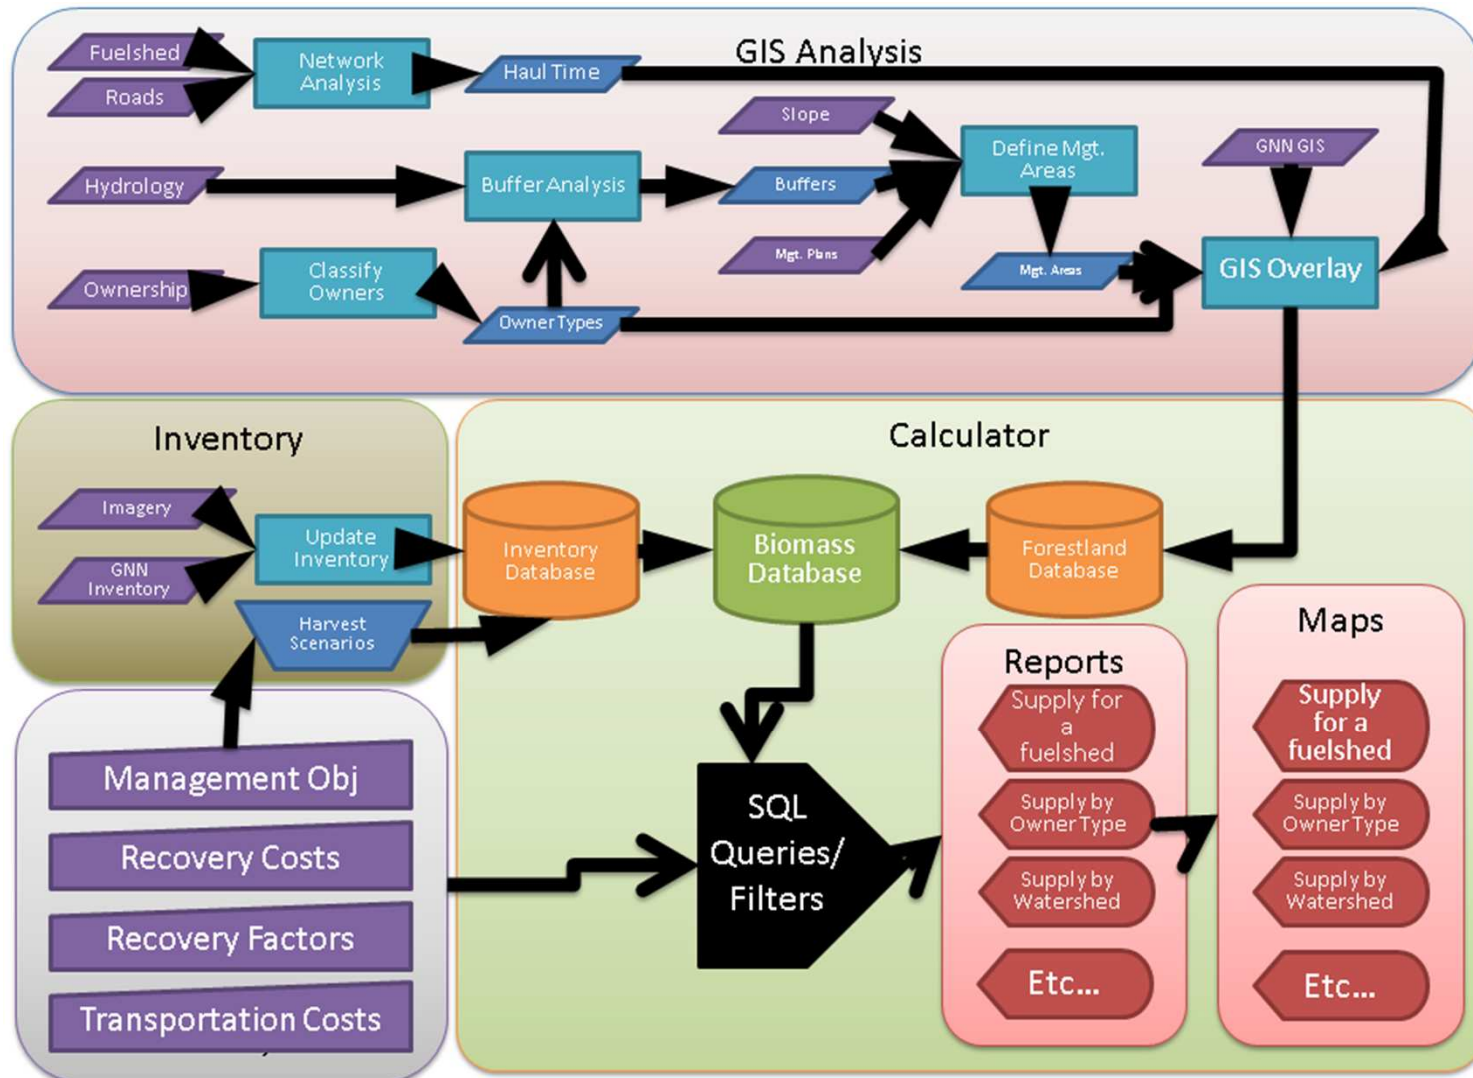 GIS Analysis
Fuelshed
Roads
Network
Analysis
Haul Time
Slope
Define Mgt.
Areas
GNN GIS
Hydrology
Buffer Analysis
Buffers
Mgt. Plans
Mgt. Areas
GIS Overlay
Ownership
Classify
Owners
Owner Types
Inventory
Imagery
GNN
Inventory
Update
Inventory
Harvest
Scenarios
Calculator
Inventory
Database
Biomass
Database
Forestland
Database
Management Obj
Recovery Costs
Recovery Factors
Transportation Costs
SQL
Queries/
Filters
Reports
Supply for
a
fuelshed
Supply by
Owner Type
Supply by
Watershed
Etc...
Maps
Supply
for a
fuelshed
Supply by
Owner Type
Supply by
Watershed
Etc...